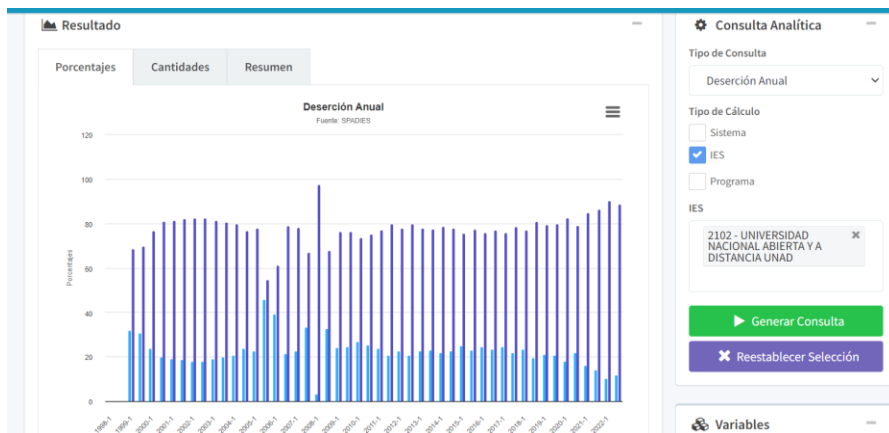 Resultado
Porcentajes Cantidades Resumen
Deserción Anual
Fuente: SPADIES
120
100
80
60
40
20
0
Porcentajes
1998-1 1999-1 2000-1 2001-1 2002-1 2003-1 2004-1 2005-1 2006-1 2007-1 2008-1 2009-1 2010-1 2011-1 2012-1 2013-1 2014-1 2015-1 2016-1 2017-1 2018-1 2019-1 2020-1 2021-1 2022-1
Consulta Analítica
Tipo de Consulta
Deserción Anual
Tipo de Cálculo
Sistema
IES
Programa
IES
2102 - UNIVERSIDAD
NACIONAL ABIERTA Y A
DISTANCIA UNAD
Generar Consulta
Reestablecer Selección
Variables